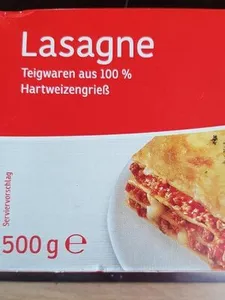 Lasagne
Teigwaren aus 100 %
Hartweizengrieß
Serviervorschlag
500 g ℮